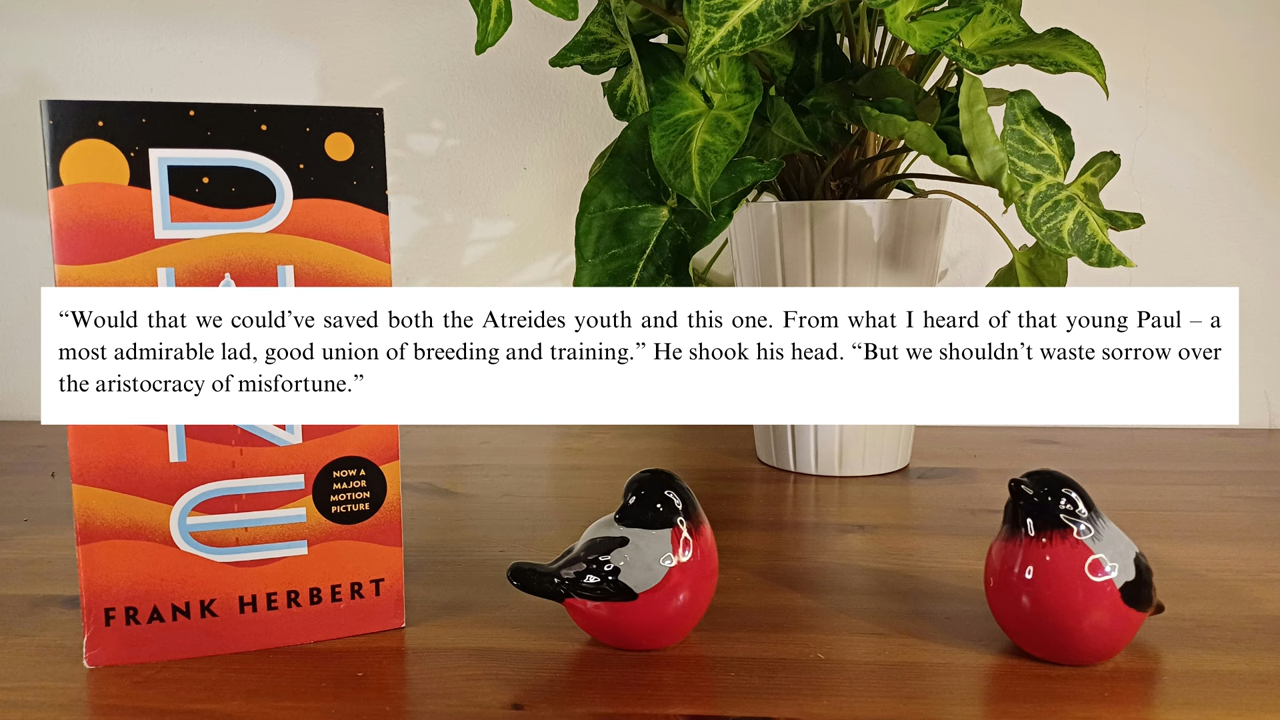 DUNE
“Would that we could’ve saved both the Atreides youth and this one. From what I heard of that young Paul – a
most admirable lad, good union of breeding and training.” He shook his head. “But we shouldn’t waste sorrow over
the aristocracy of misfortune.”
NOW A
MAJOR
MOTION
PICTURE
FRANK HERBERT